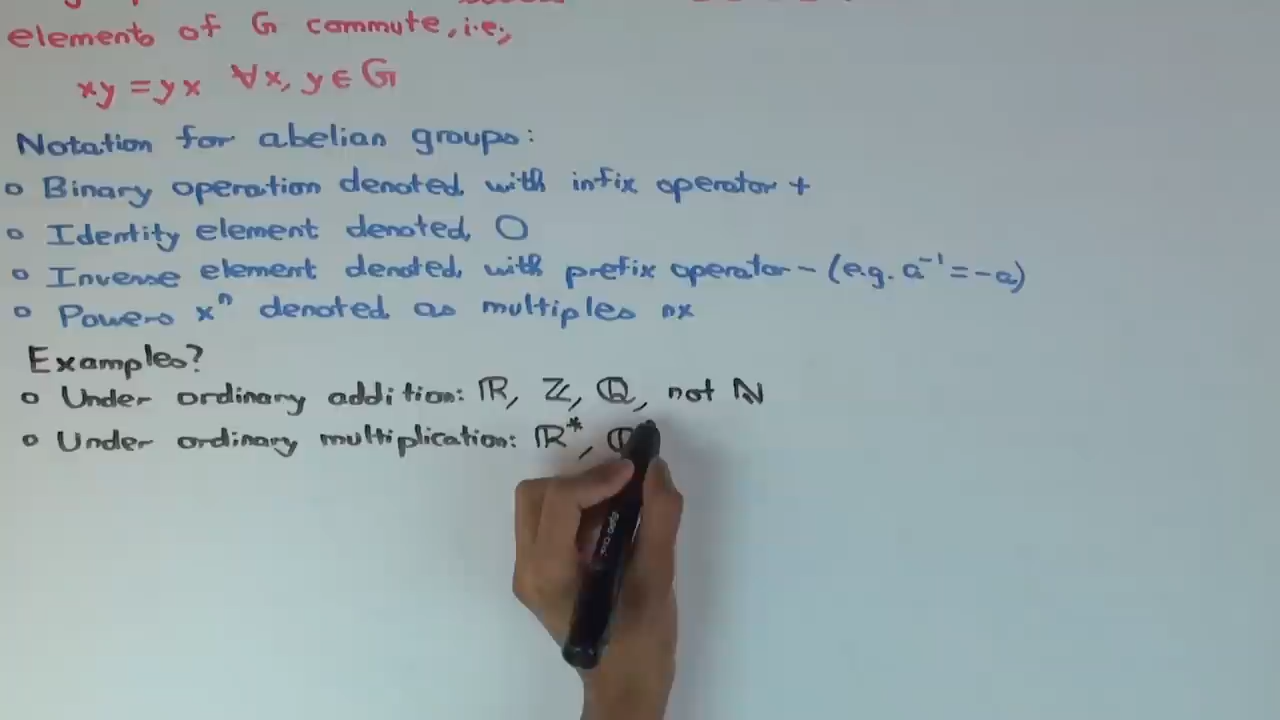 elements of G commute, i.e.,
xy = yx ∀x, y ∈ G
Notation for abelian groups:
o Binary operation denoted with infix operator +
o Identity element denoted 0
o Inverse element denoted with prefix operator - (e.g. a⁻¹ = -a)
o Powers xⁿ denoted as multiples nx
Examples?
o Under ordinary addition: ℝ, ℤ, ℚ, not ℕ
o Under ordinary multiplication: ℝ*, ℚ